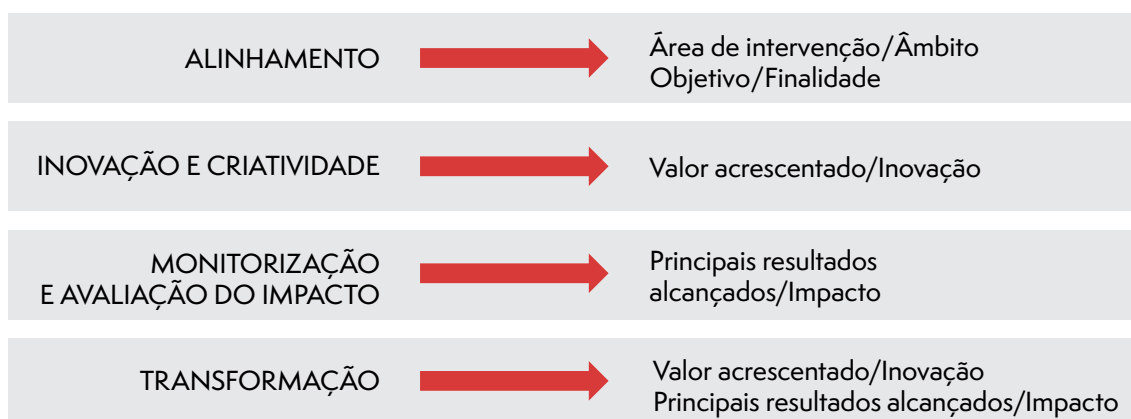 ALINHAMENTO
Área de intervenção/Âmbito
Objetivo/Finalidade
INOVAÇÃO E CRIATIVIDADE
Valor acrescentado/Inovação
MONITORIZAÇÃO
E AVALIAÇÃO DO IMPACTO
Principais resultados
alcançados/Impacto
TRANSFORMAÇÃO
Valor acrescentado/Inovação
Principais resultados alcançados/Impacto